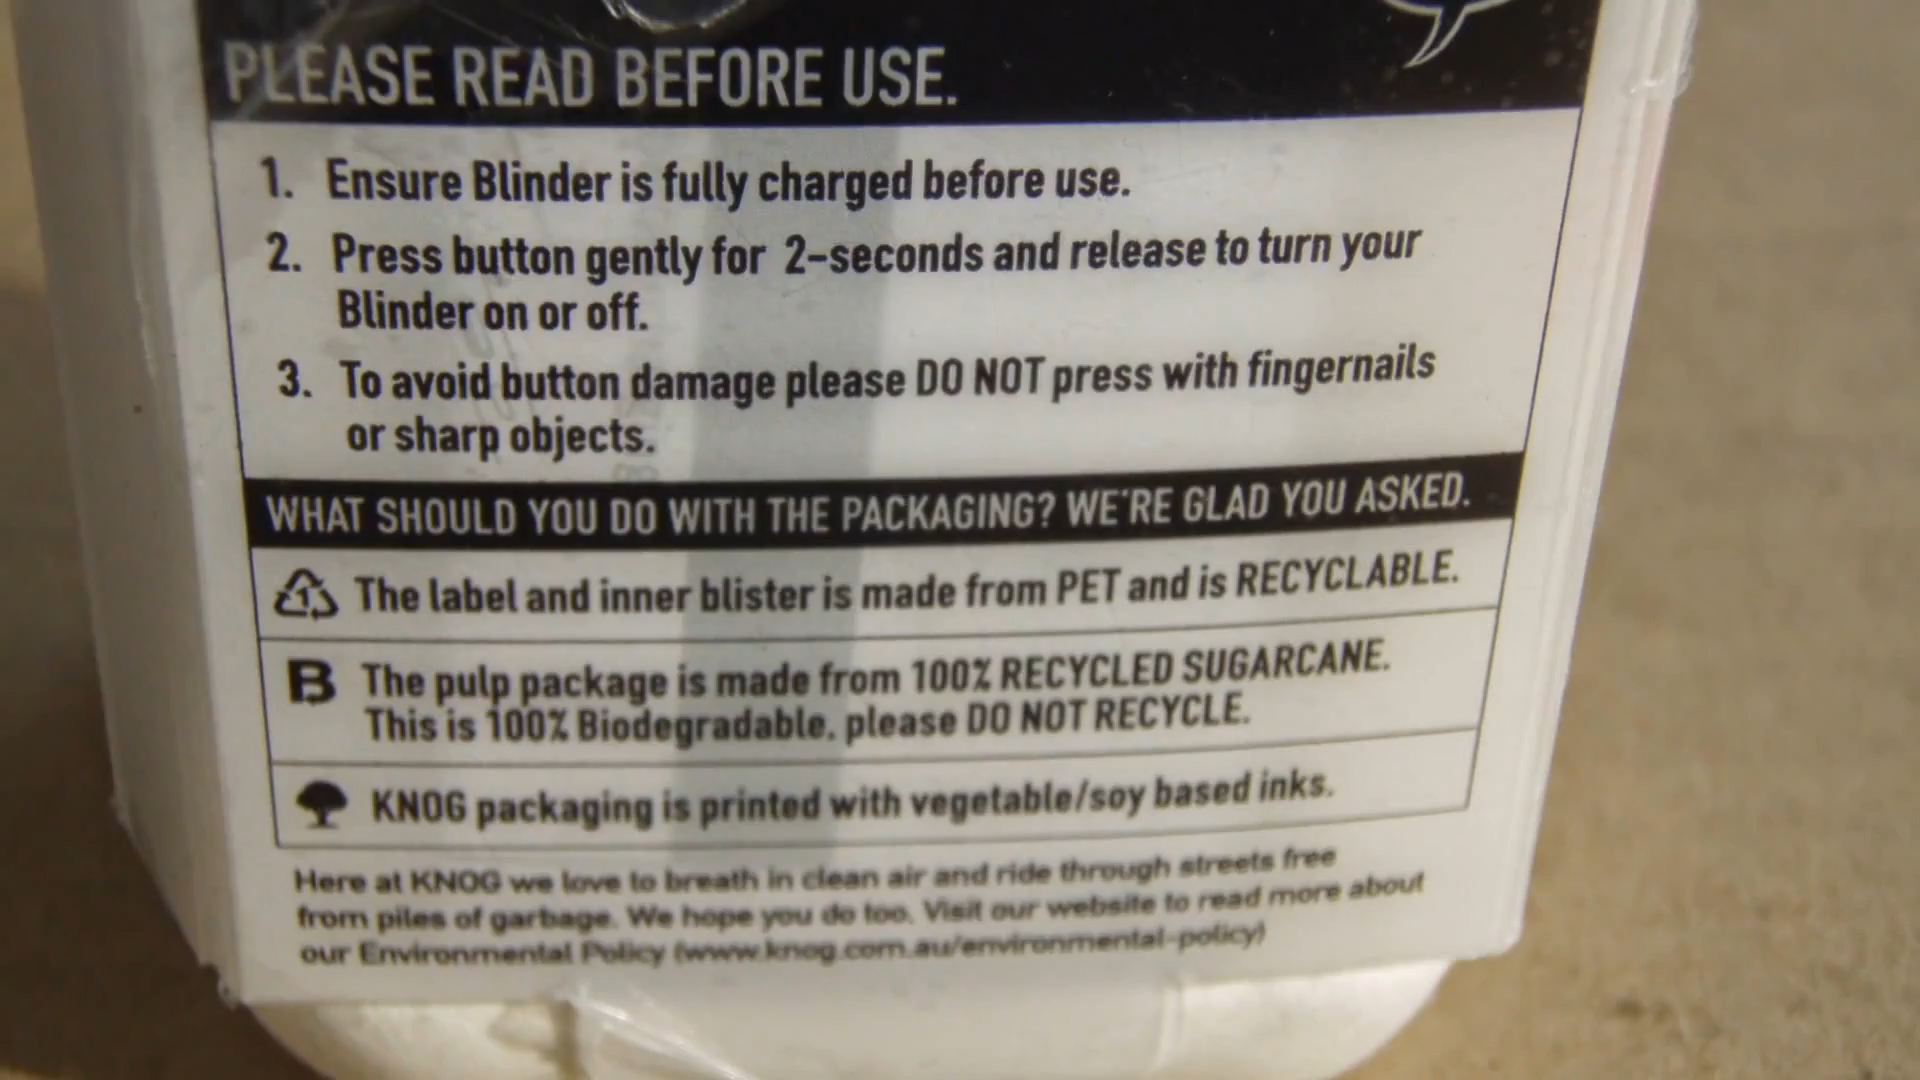 PLEASE READ BEFORE USE.
1. Ensure Blinder is fully charged before use.
2. Press button gently for 2-seconds and release to turn your
Blinder on or off.
3. To avoid button damage please DO NOT press with fingernails
or sharp objects.
WHAT SHOULD YOU DO WITH THE PACKAGING? WE'RE GLAD YOU ASKED.
1 The label and inner blister is made from PET and is RECYCLABLE.
B The pulp package is made from 100% RECYCLED SUGARCANE.
This is 100% Biodegradable, please DO NOT RECYCLE.
KNOG packaging is printed with vegetable/soy based inks.
Here at KNOG we love to breath in clean air and ride through streets free
from piles of garbage. We hope you do too. Visit our website to read more about
our Environmental Policy (www.knog.com.au/environmental-policy)